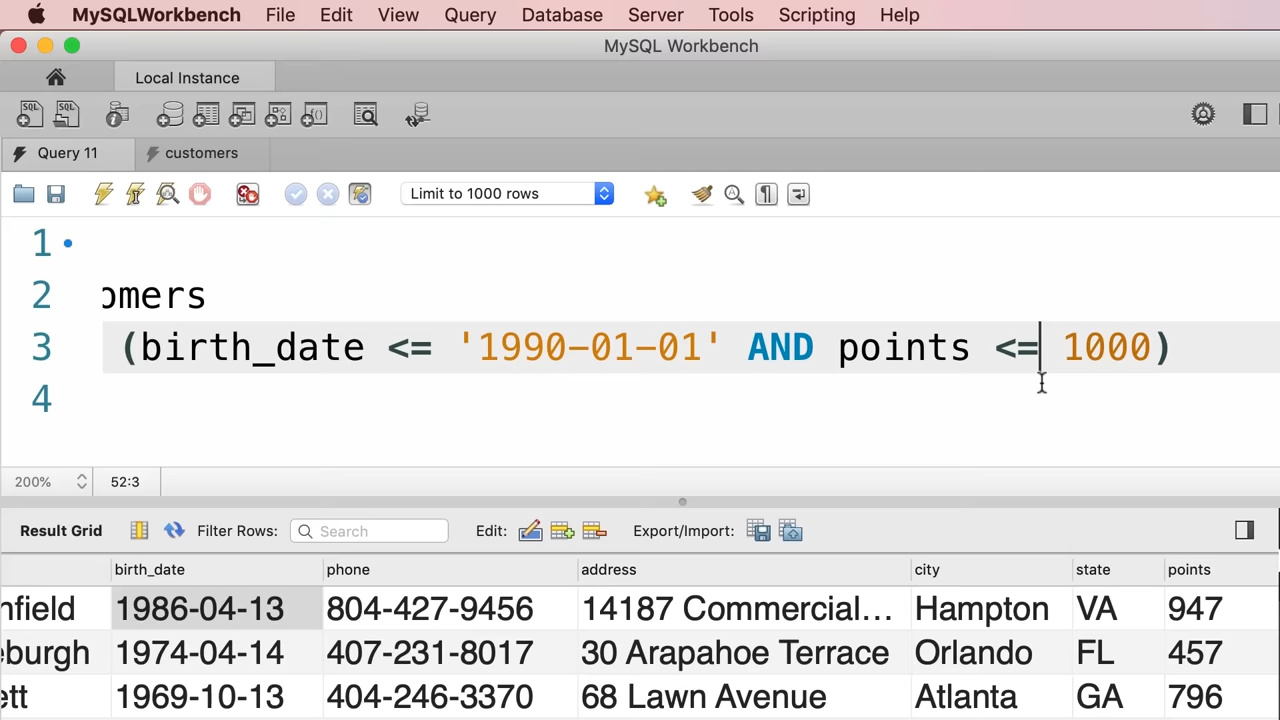 MySQLWorkbench File Edit View Query Database Server Tools Scripting Help
MySQL Workbench
Local Instance
Query 11 customers
Limit to 1000 rows
1
2 omers
3 (birth_date <= '1990-01-01' AND points <= 1000)
4
200% 52:3
Result Grid Filter Rows: Search Edit: Export/Import:
birth_date phone address city state points
nfield 1986-04-13 804-427-9456 14187 Commercial... Hampton VA 947
eburgh 1974-04-14 407-231-8017 30 Arapahoe Terrace Orlando FL 457
ett 1969-10-13 404-246-3370 68 Lawn Avenue Atlanta GA 796